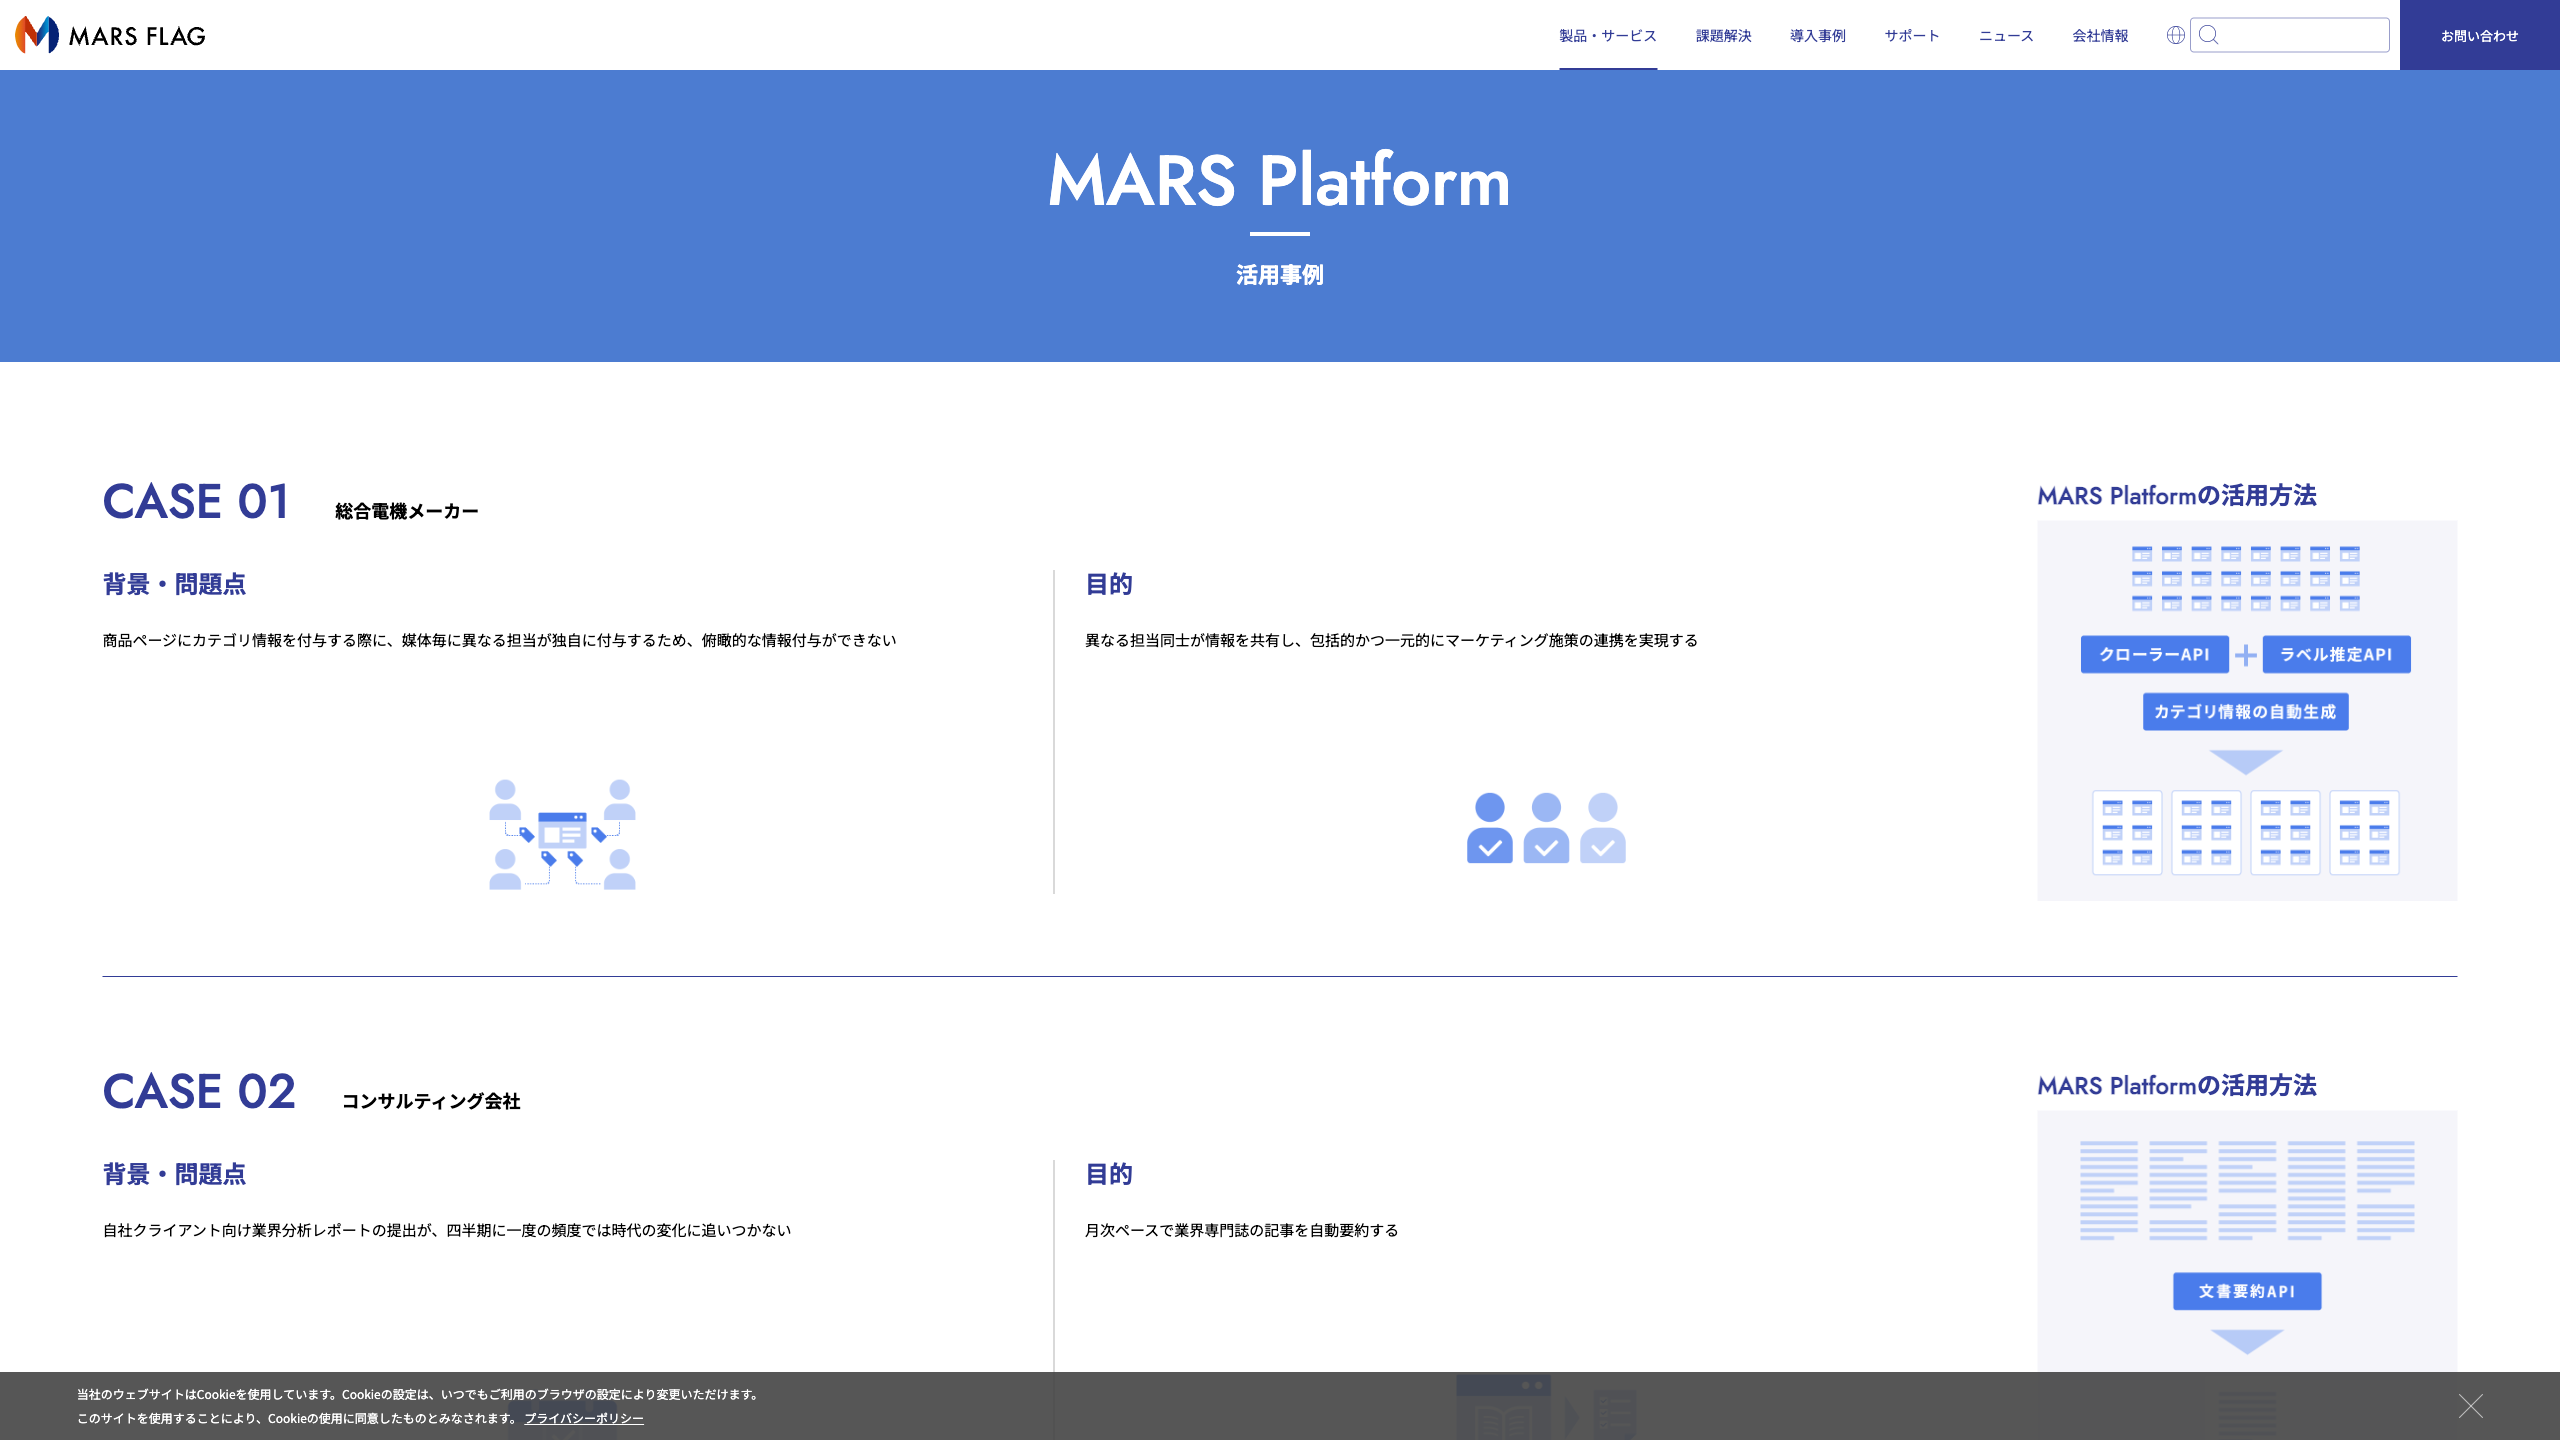 MARS FLAG
製品・サービス
課題解決
導入事例
サポート
ニュース
会社情報
お問い合わせ
MARS Platform
活用事例
CASE 01
総合電機メーカー
背景・問題点
商品ページにカテゴリ情報を付与する際に、媒体毎に異なる担当が独自に付与するため、俯瞰的な情報付与ができない
目的
異なる担当同士が情報を共有し、包括的かつ一元的にマーケティング施策の連携を実現する
MARS Platformの活用方法
クローラーAPI
ラベル推定API
カテゴリ情報の自動生成
CASE 02
コンサルティング会社
背景・問題点
自社クライアント向け業界分析レポートの提出が、四半期に一度の頻度では時代の変化に追いつかない
目的
月次ペースで業界専門誌の記事を自動要約する
MARS Platformの活用方法
文書要約API
当社のウェブサイトはCookieを使用しています。Cookieの設定は、いつでもご利用のブラウザの設定により変更いただけます。
このサイトを使用することにより、Cookieの使用に同意したものとみなされます。 プライバシーポリシー